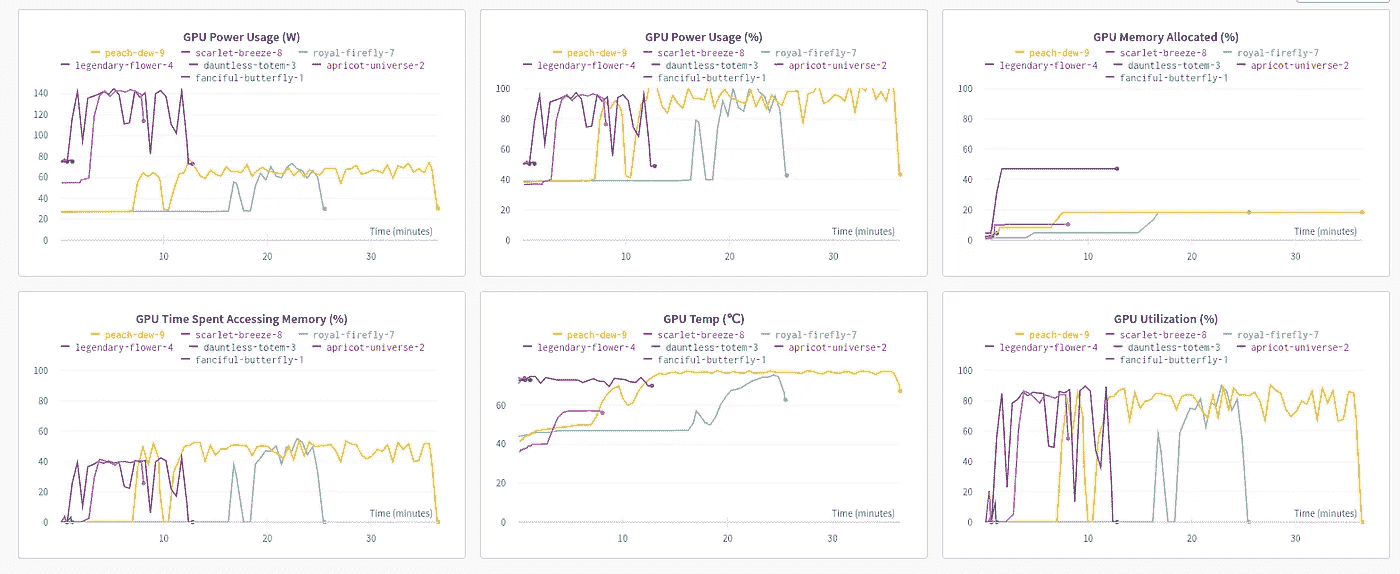 GPU Power Usage (W)
peach-dew-9 scarlet-breeze-8 royal-firefly-7
legendary-flower-4 dauntless-totem-3 apricot-universe-2
fanciful-butterfly-1
140
120
100
80
60
40
20
0
Time (minutes)
10 20 30
GPU Power Usage (%)
peach-dew-9 scarlet-breeze-8 royal-firefly-7
legendary-flower-4 dauntless-totem-3 apricot-universe-2
fanciful-butterfly-1
100
80
60
40
20
0
Time (minutes)
10 20 30
GPU Memory Allocated (%)
peach-dew-9 scarlet-breeze-8 royal-firefly-7
legendary-flower-4 dauntless-totem-3 apricot-universe-2
fanciful-butterfly-1
100
80
60
40
20
0
Time (minutes)
10 20 30
GPU Time Spent Accessing Memory (%)
peach-dew-9 scarlet-breeze-8 royal-firefly-7
legendary-flower-4 dauntless-totem-3 apricot-universe-2
fanciful-butterfly-1
100
80
60
40
20
0
Time (minutes)
10 20 30
GPU Temp (℃)
peach-dew-9 scarlet-breeze-8 royal-firefly-7
legendary-flower-4 dauntless-totem-3 apricot-universe-2
fanciful-butterfly-1
60
40
20
0
Time (minutes)
10 20 30
GPU Utilization (%)
peach-dew-9 scarlet-breeze-8 royal-firefly-7
legendary-flower-4 dauntless-totem-3 apricot-universe-2
fanciful-butterfly-1
100
80
60
40
20
0
Time (minutes)
10 20 30